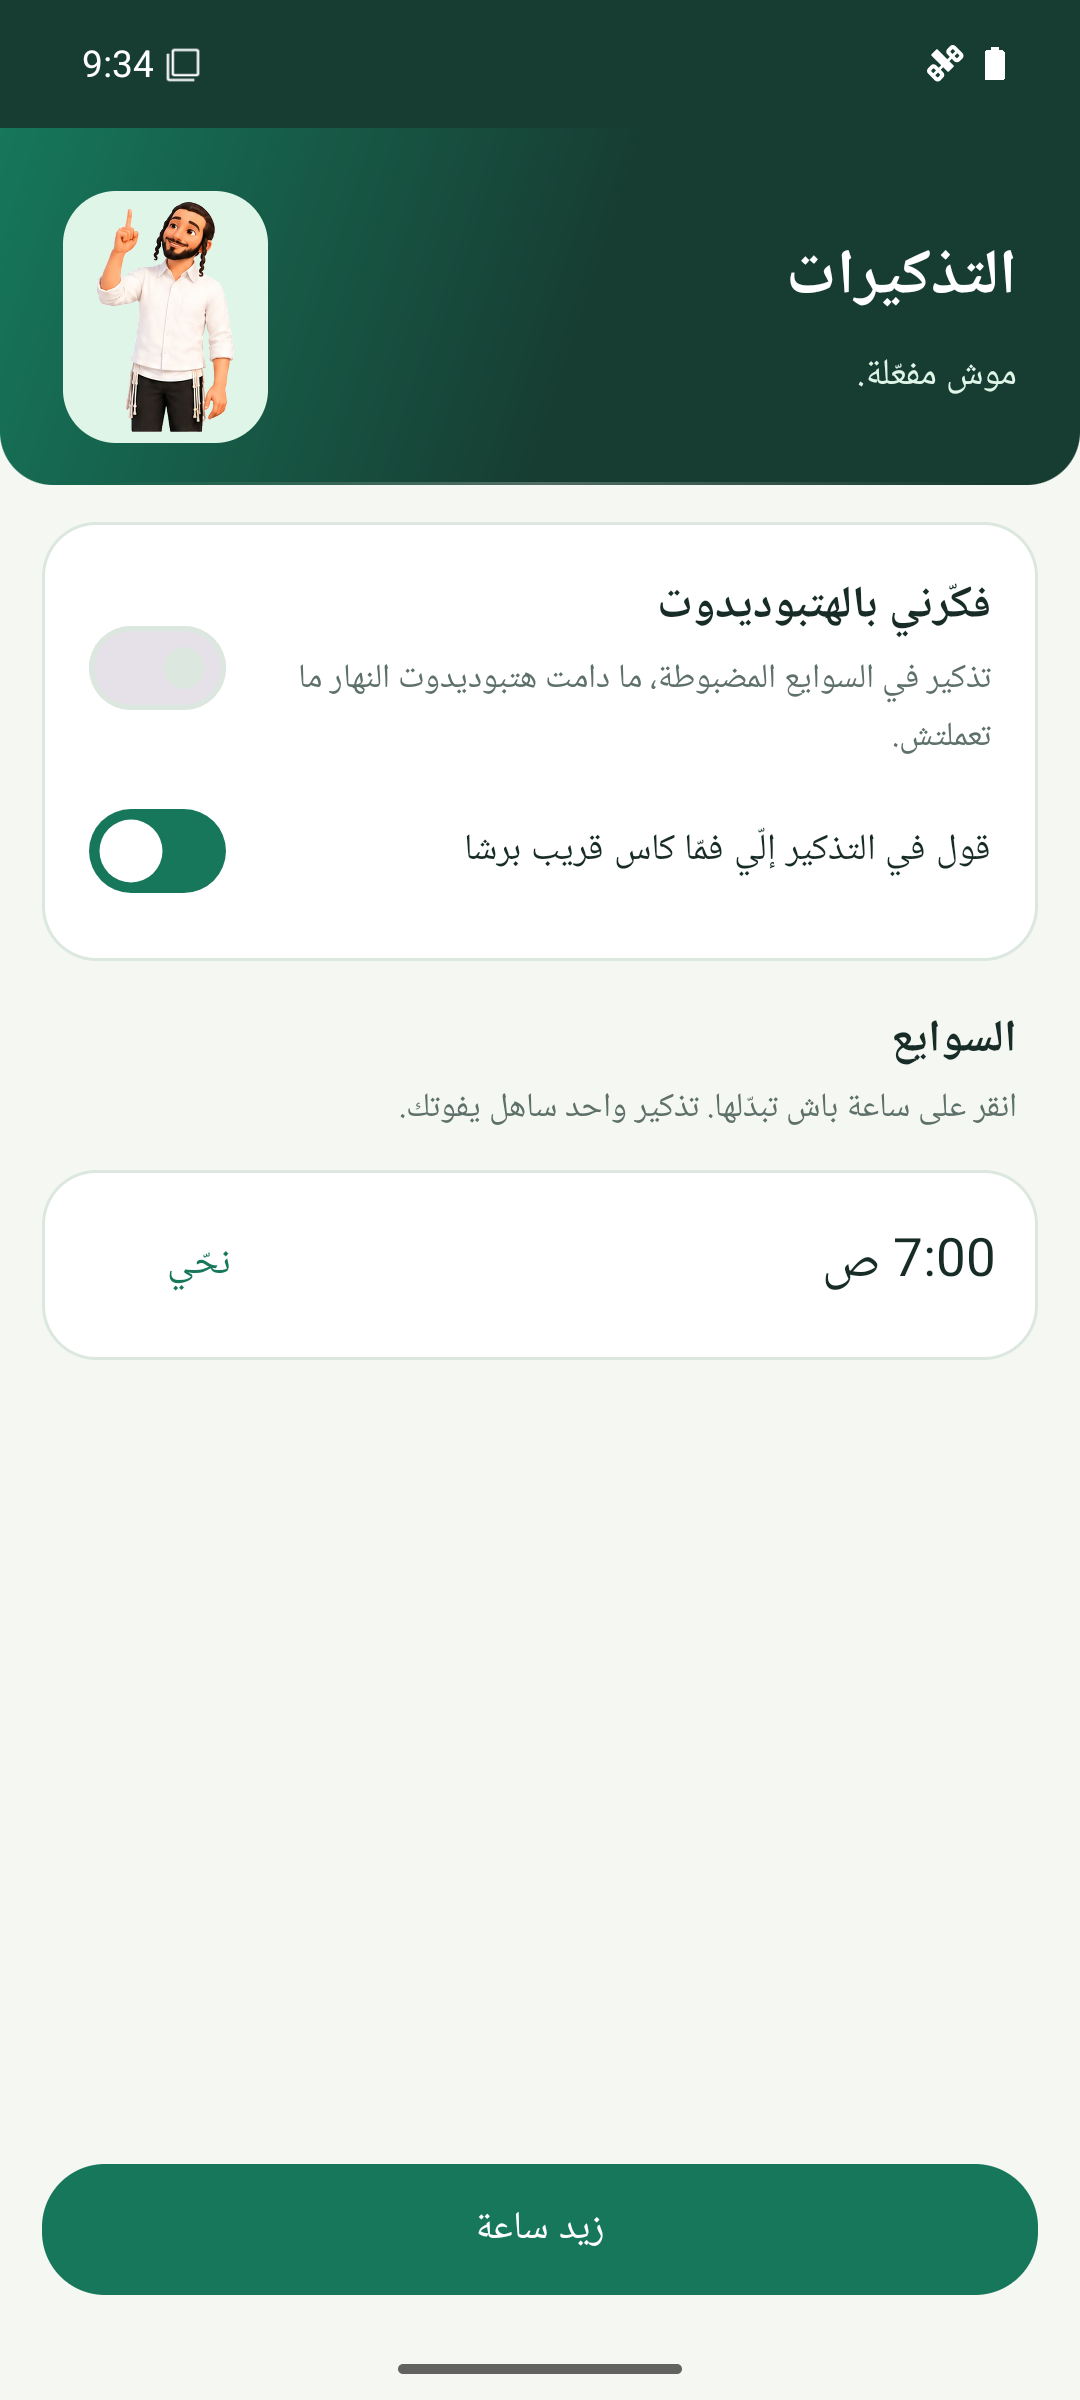 9:34
التذكيرات
موش مفعّلة.
فكّرني بالهتبوديدوت
تذكير في السوايع المضبوطة، ما دامت هتبوديدوت النهار ما
تعملتش.
قول في التذكير إلّي فمّا كاس قريب برشا
السوايع
انقر على ساعة باش تبدّلها. تذكير واحد ساهل يفوتك.
7:00 ص
نحّي
زيد ساعة